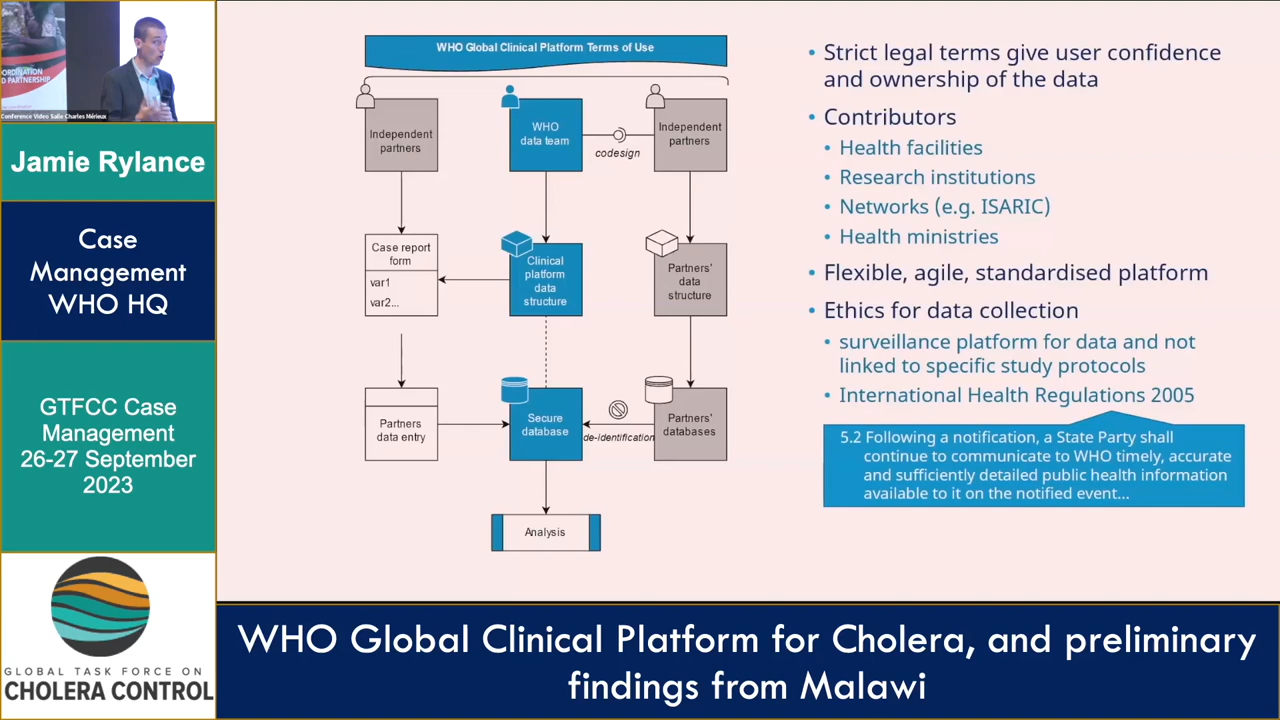 ORDINATION
D PARTNERSHIP
Conference Video Salle Charles Mérieux
Jamie Rylance
Case
Management
WHO HQ
GTFCC Case
Management
26-27 September
2023
GLOBAL TASK FORCE ON
CHOLERA CONTROL
WHO Global Clinical Platform Terms of Use
Independent
partners
WHO
data team
codesign
Independent
partners
Case report
form
var1
var2...
Clinical
platform
data
structure
Partners'
data
structure
Partners
data entry
Secure
database
de-identification
Partners'
databases
Analysis
• Strict legal terms give user confidence
and ownership of the data
• Contributors
• Health facilities
• Research institutions
• Networks (e.g. ISARIC)
• Health ministries
• Flexible, agile, standardised platform
• Ethics for data collection
• surveillance platform for data and not
linked to specific study protocols
• International Health Regulations 2005
5.2 Following a notification, a State Party shall
continue to communicate to WHO timely, accurate
and sufficiently detailed public health information
available to it on the notified event...
WHO Global Clinical Platform for Cholera, and preliminary
findings from Malawi